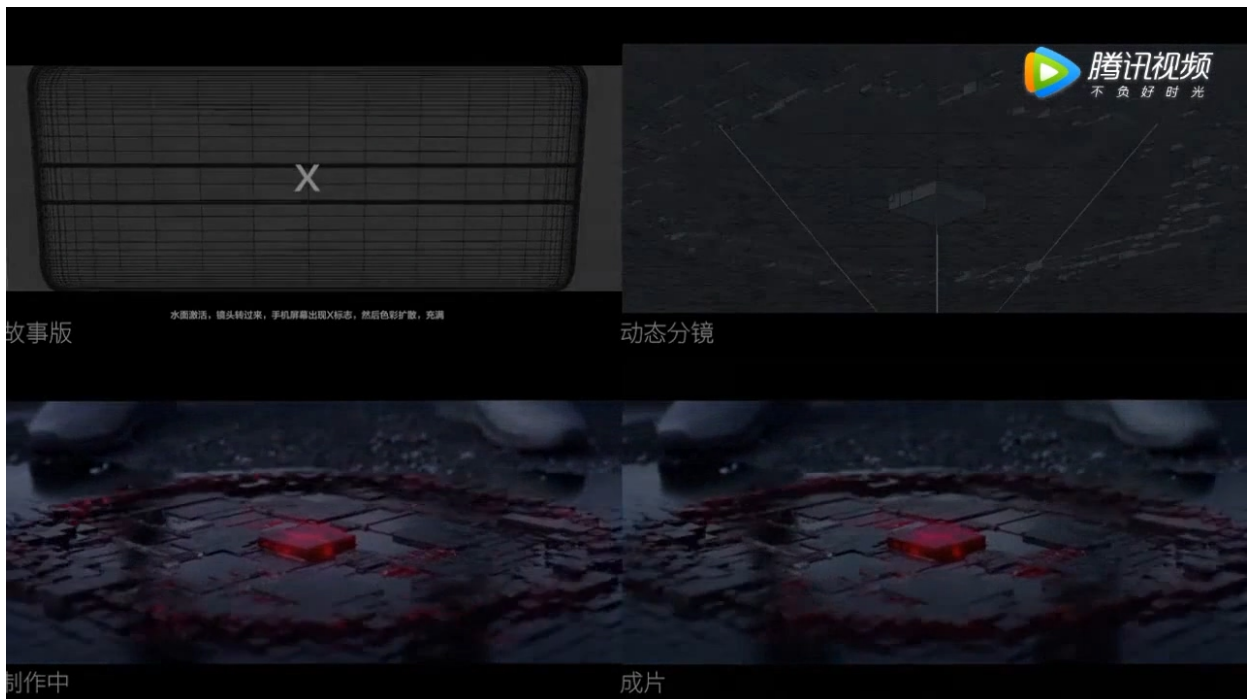 X
腾讯视频
不负好时光
水面激活，镜头转过来，手机屏幕出现X标志，然后色彩扩散，充满
故事版
动态分镜
制作中
成片